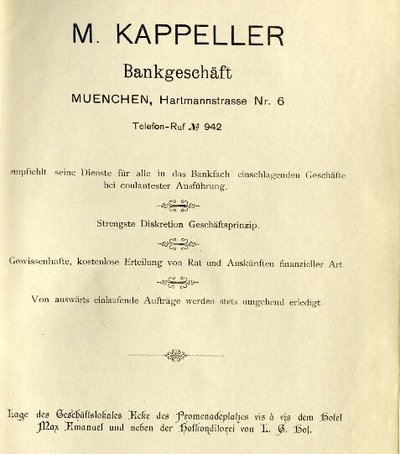 M. KAPPELLER
Bankgeschäft
MUENCHEN, Hartmannstrasse Nr. 6
Telefon-Ruf № 942
empfiehlt seine Dienste für alle in das Bankfach einschlagenden Geschäfte
bei coulantester Ausführung.
Strengste Diskretion Geschäftsprinzip.
Gewissenhafte, kostenlose Erteilung von Rat und Auskünften finanzieller Art.
Von auswärts einlaufende Aufträge werden stets umgehend erledigt.
Lage des Geschäftslokales Ecke des Promenadeplatzes vis à vis dem Hotel
Max Emanuel und neben der Hofkonditorei von L. G. Hof.